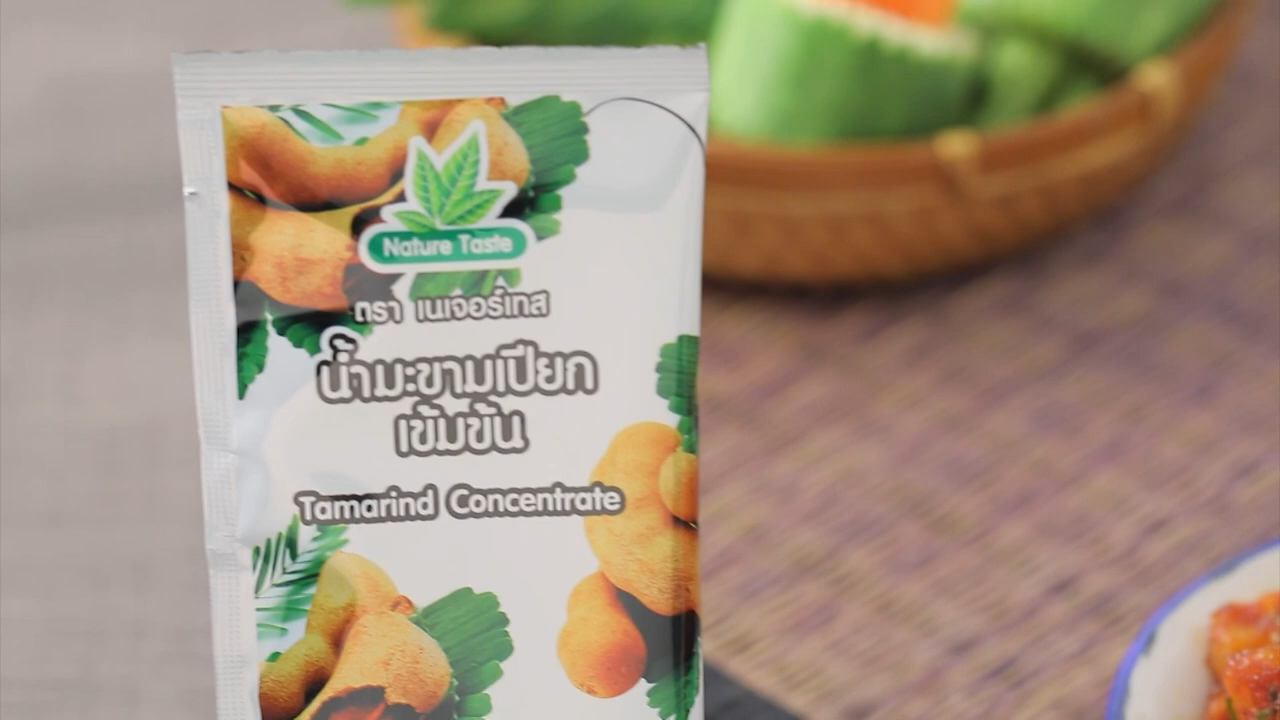 Nature Taste
ตรา เนเจอร์เทส
น้ำมะขามเปียก
เข้มข้น
Tamarind Concentrate